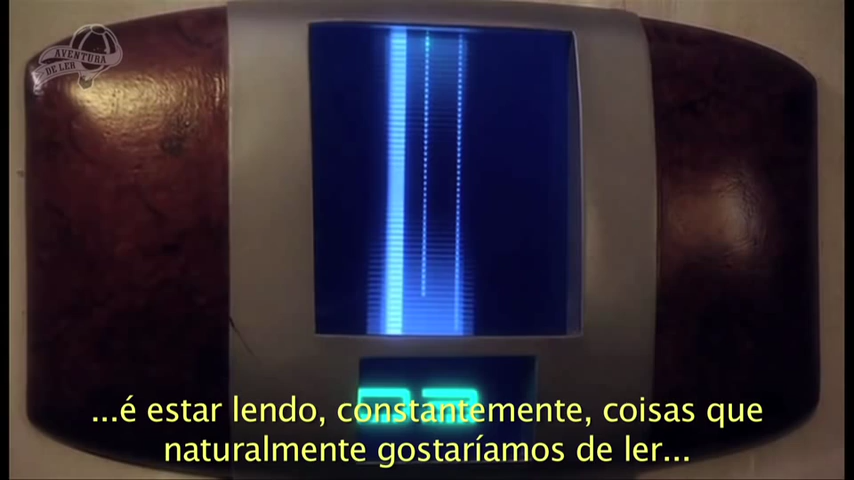 AVENTURA
DE LER
...é estar lendo, constantemente, coisas que
naturalmente gostaríamos de ler...